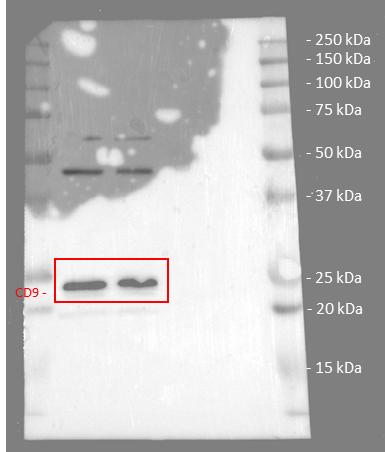 - 250 kDa
- 150 kDa
- 100 kDa
- 75 kDa
- 50 kDa
- 37 kDa
- 25 kDa
CD9 -
- 20 kDa
- 15 kDa